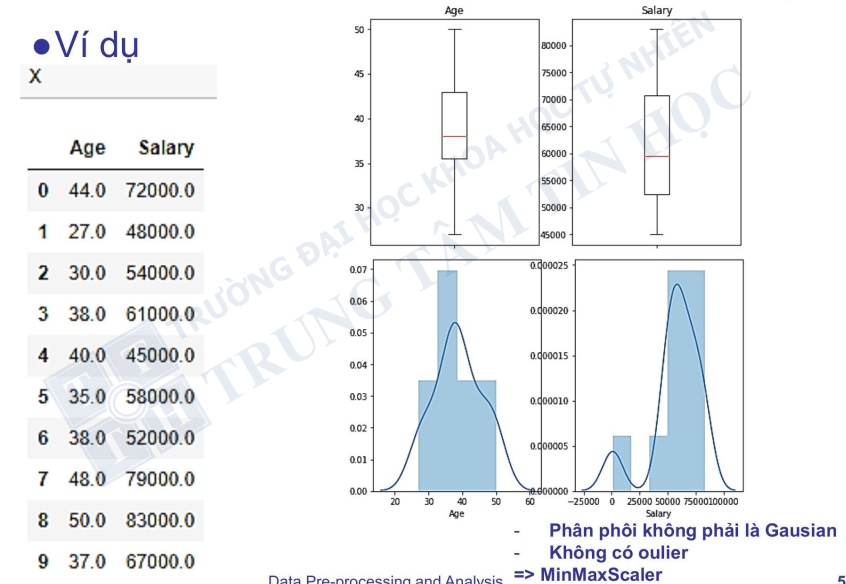 ●Ví dụ
X
Age Salary
0 44.0 72000.0
1 27.0 48000.0
2 30.0 54000.0
3 38.0 61000.0
4 40.0 45000.0
5 35.0 58000.0
6 38.0 52000.0
7 48.0 79000.0
8 50.0 83000.0
9 37.0 67000.0
Age
50
45
40
35
30
Salary
80000
75000
70000
65000
60000
55000
50000
45000
0.07
0.06
0.05
0.04
0.03
0.02
0.01
0.00
20 30 40 50 60
Age
0.000025
0.000020
0.000015
0.000010
0.000005
0.000000
−25000 0 25000 50000 75000 100000
Salary
TRƯỜNG ĐẠI HỌC KHOA HỌC TỰ NHIÊN
TRUNG TÂM TIN HỌC
- Phân phôi không phải là Gausian
- Không có oulier
=> MinMaxScaler
Data Pre-processing and Analysis
5